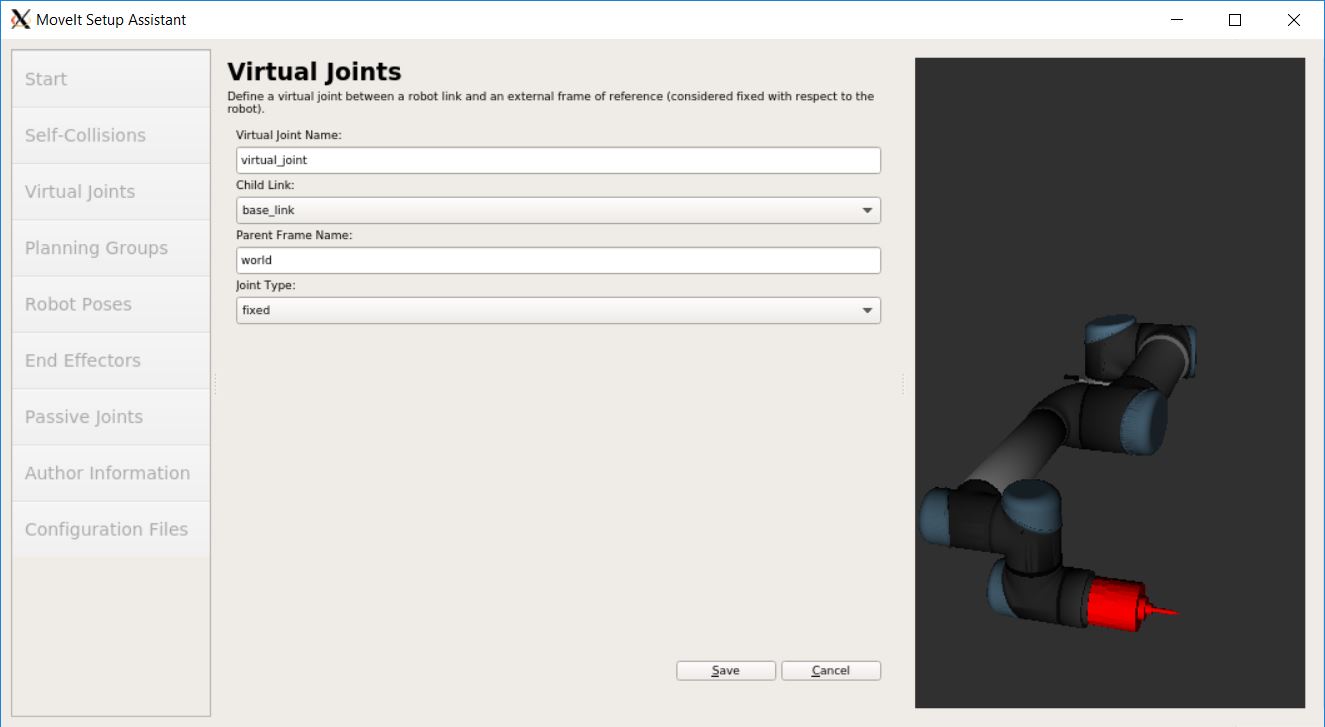 MoveIt Setup Assistant
Start
Self-Collisions
Virtual Joints
Planning Groups
Robot Poses
End Effectors
Passive Joints
Author Information
Configuration Files
Virtual Joints
Define a virtual joint between a robot link and an external frame of reference (considered fixed with respect to the
robot).
Virtual Joint Name:
virtual_joint
Child Link:
base_link
Parent Frame Name:
world
Joint Type:
fixed
Save Cancel